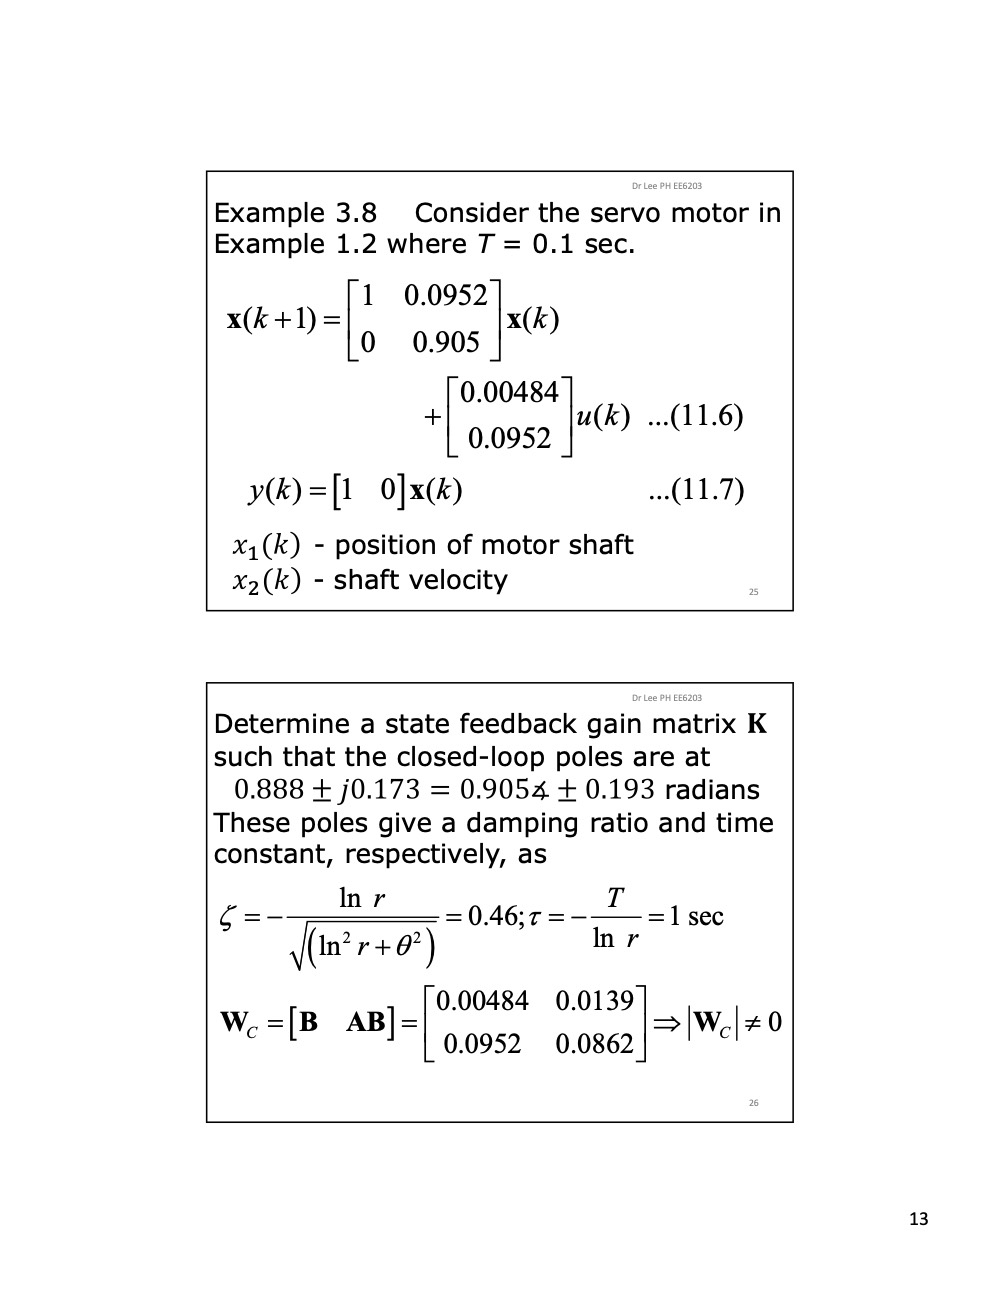 Dr Lee PH EE6203
Example 3.8 Consider the servo motor in
Example 1.2 where T = 0.1 sec.
x(k+1) = [1 0.0952; 0 0.905] x(k)
+ [0.00484; 0.0952] u(k) ...(11.6)
y(k) = [1 0] x(k) ...(11.7)
x₁(k) - position of motor shaft
x₂(k) - shaft velocity
25
Dr Lee PH EE6203
Determine a state feedback gain matrix K
such that the closed-loop poles are at
0.888 ± j0.173 = 0.905∡ ± 0.193 radians
These poles give a damping ratio and time
constant, respectively, as
ζ = − ln r / √(ln² r + θ²) = 0.46; τ = − T / ln r = 1 sec
W_C = [B AB] = [0.00484 0.0139; 0.0952 0.0862] ⇒ |W_C| ≠ 0
26
13